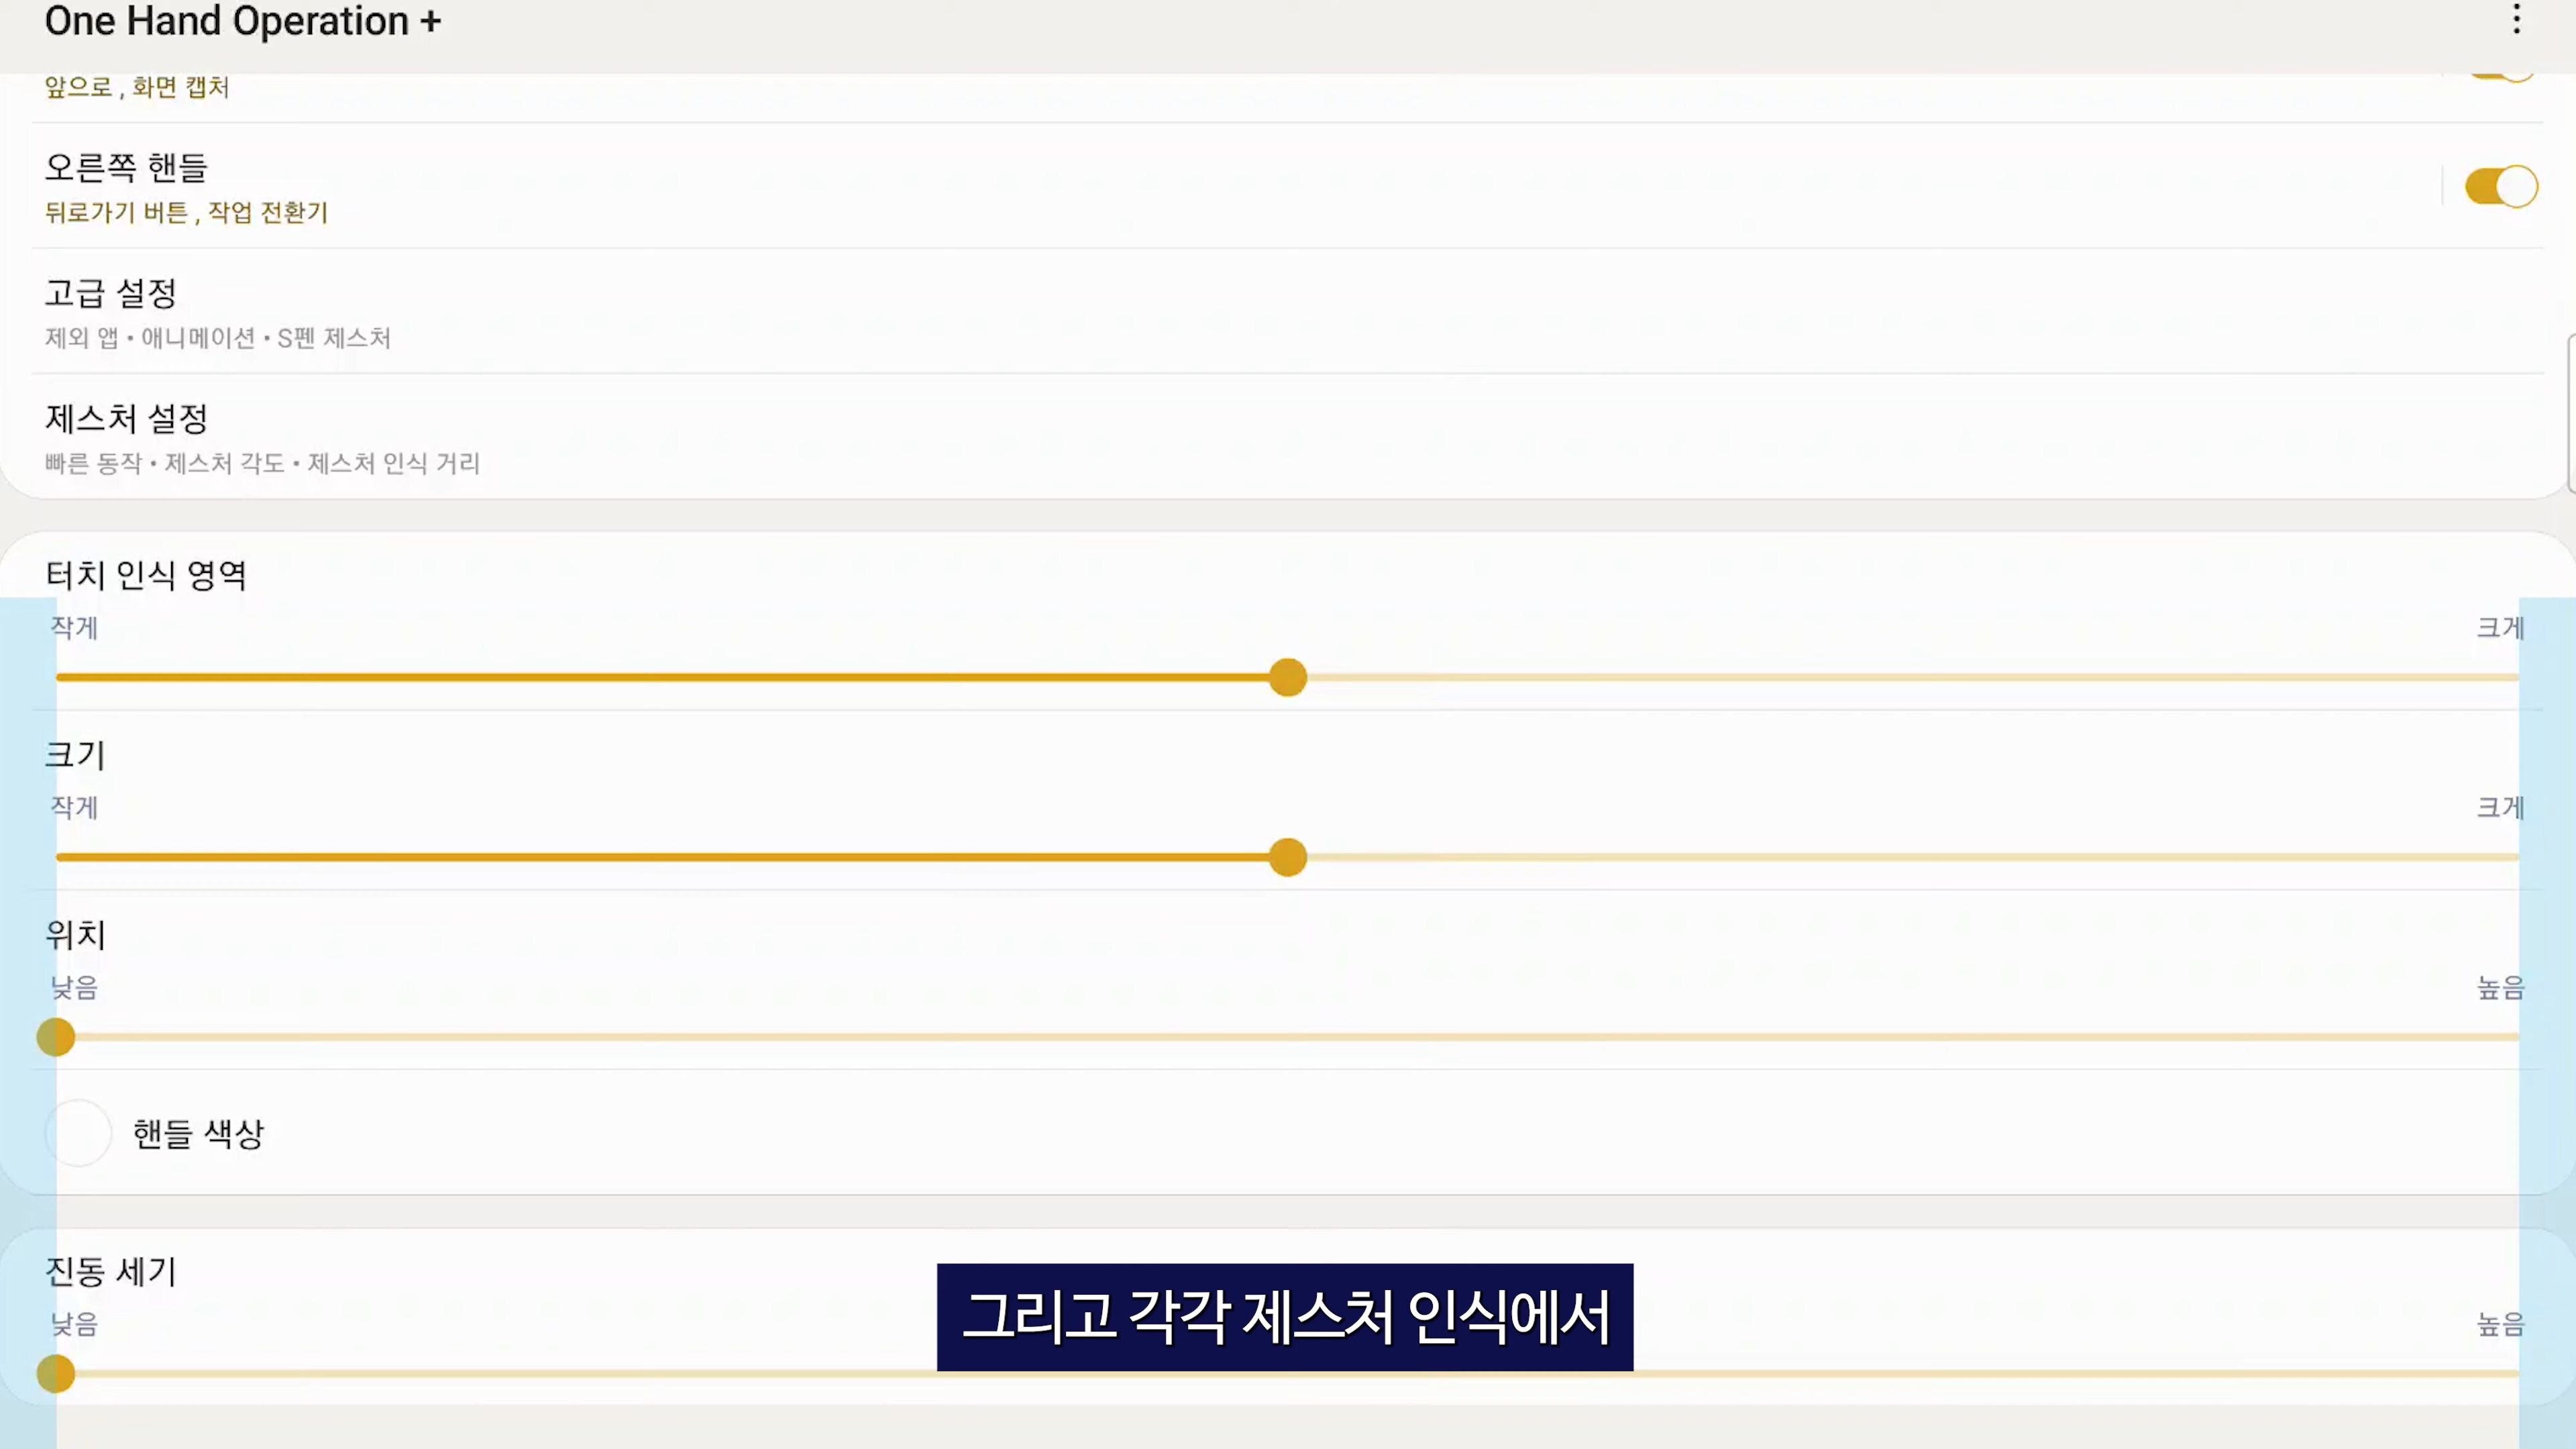 One Hand Operation +
앞으로 , 화면 캡처
오른쪽 핸들
뒤로가기 버튼 , 작업 전환기
고급 설정
제외 앱 • 애니메이션 • S펜 제스처
제스처 설정
빠른 동작 • 제스처 각도 • 제스처 인식 거리
터치 인식 영역
작게 크게
크기
작게 크게
위치
낮음 높음
핸들 색상
진동 세기
낮음 높음
그리고 각각 제스처 인식에서